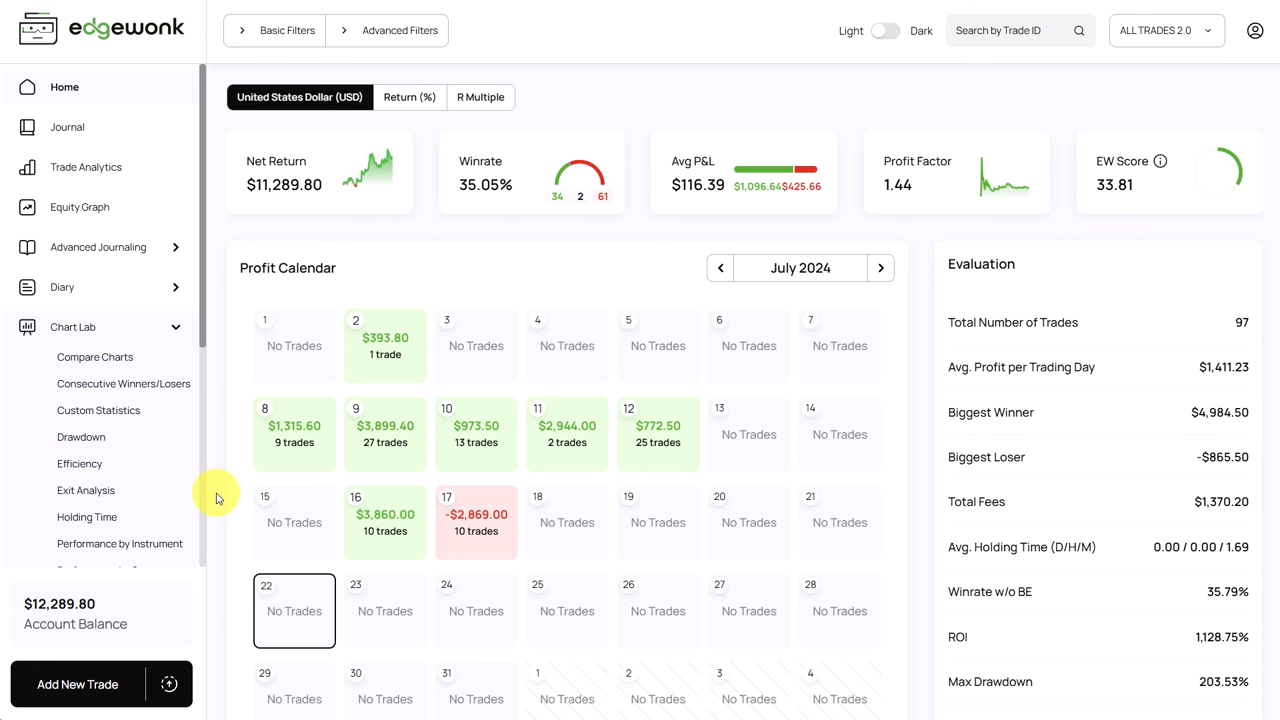 edgewonk
Basic Filters
Advanced Filters
Light
Dark
Search by Trade ID
ALL TRADES 2.0
Home
Journal
Trade Analytics
Equity Graph
Advanced Journaling
Diary
Chart Lab
Compare Charts
Consecutive Winners/Losers
Custom Statistics
Drawdown
Efficiency
Exit Analysis
Holding Time
Performance by Instrument
$12,289.80
Account Balance
Add New Trade
United States Dollar (USD)
Return (%)
R Multiple
Net Return
$11,289.80
Winrate
35.05%
34 2 61
Avg P&L
$116.39
$1,096.64 $425.66
Profit Factor
1.44
EW Score
33.81
Profit Calendar
July 2024
1
No Trades
2
$393.80
1 trade
3
No Trades
4
No Trades
5
No Trades
6
No Trades
7
No Trades
8
$1,315.60
9 trades
9
$3,899.40
27 trades
10
$973.50
13 trades
11
$2,944.00
2 trades
12
$772.50
25 trades
13
No Trades
14
No Trades
15
No Trades
16
$3,860.00
10 trades
17
-$2,869.00
10 trades
18
No Trades
19
No Trades
20
No Trades
21
No Trades
22
No Trades
23
No Trades
24
No Trades
25
No Trades
26
No Trades
27
No Trades
28
No Trades
29
No Trades
30
No Trades
31
No Trades
1
No Trades
2
No Trades
3
No Trades
4
No Trades
Evaluation
Total Number of Trades 97
Avg. Profit per Trading Day $1,411.23
Biggest Winner $4,984.50
Biggest Loser -$865.50
Total Fees $1,370.20
Avg. Holding Time (D/H/M) 0.00 / 0.00 / 1.69
Winrate w/o BE 35.79%
ROI 1,128.75%
Max Drawdown 203.53%